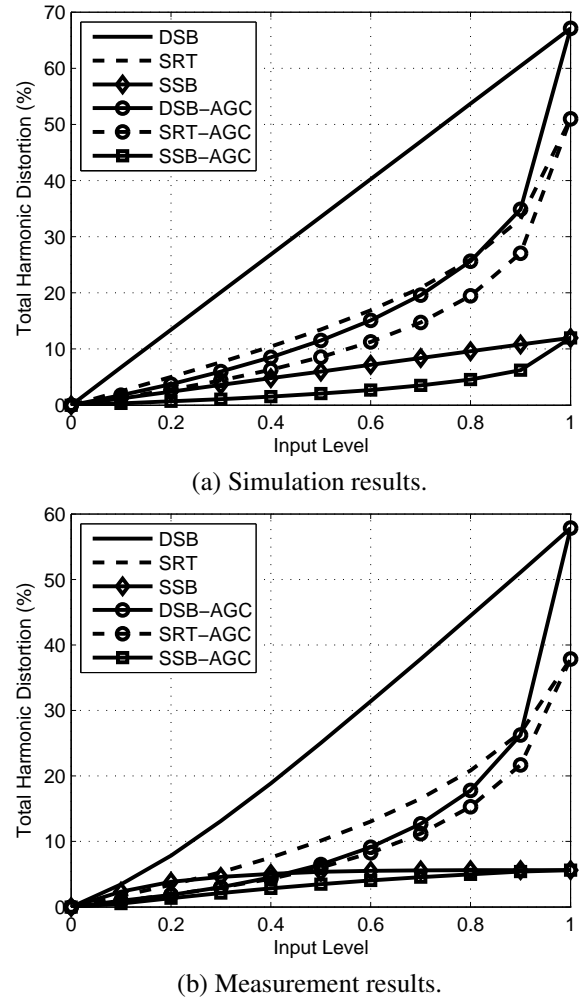 70
60
50
40
30
20
10
0
Total Harmonic Distortion (%)
DSB
SRT
SSB
DSB−AGC
SRT−AGC
SSB−AGC
0 0.2 0.4 0.6 0.8 1
Input Level
(a) Simulation results.
60
50
40
30
20
10
0
Total Harmonic Distortion (%)
DSB
SRT
SSB
DSB−AGC
SRT−AGC
SSB−AGC
0 0.2 0.4 0.6 0.8 1
Input Level
(b) Measurement results.